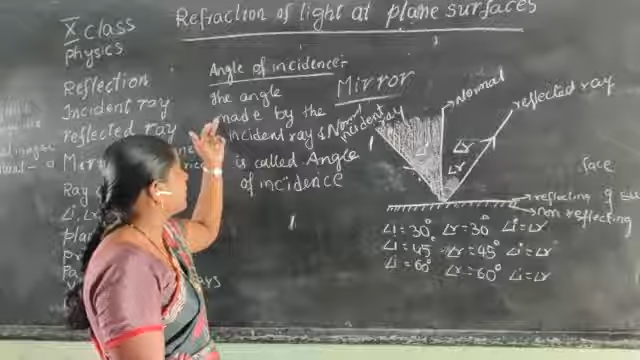 X class
physics
Refraction of light at plane surfaces
Reflection
Incident ray
reflected ray
Ray
Angle of incidence:-
The angle
made by the
incident ray & Normal
is called Angle
of incidence
Mirror
incident ray
Normal
reflected ray
∠i
∠r
∠r
face
reflecting
non reflecting
∠i=30° ∠r=30° ∠i=∠r
∠i=45° ∠r=45° ∠i=∠r
∠i=60° ∠r=60° ∠i=∠r